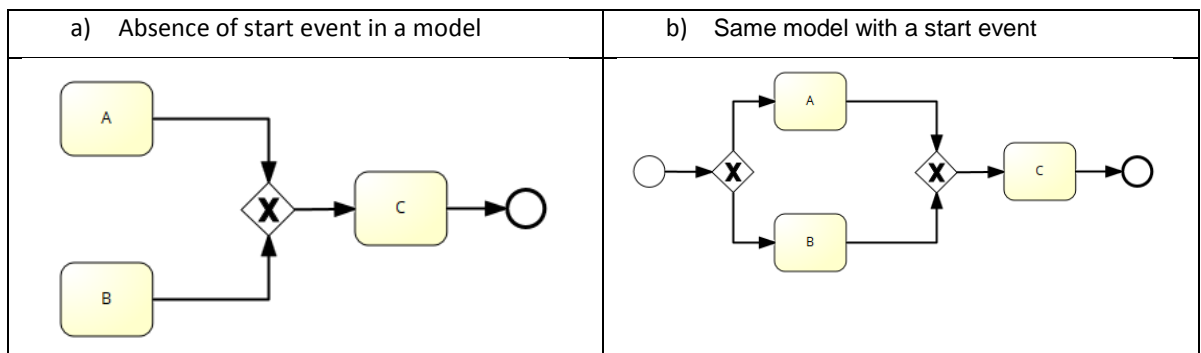 a) Absence of start event in a model
b) Same model with a start event
A
X
C
B
A
X
X
C
B